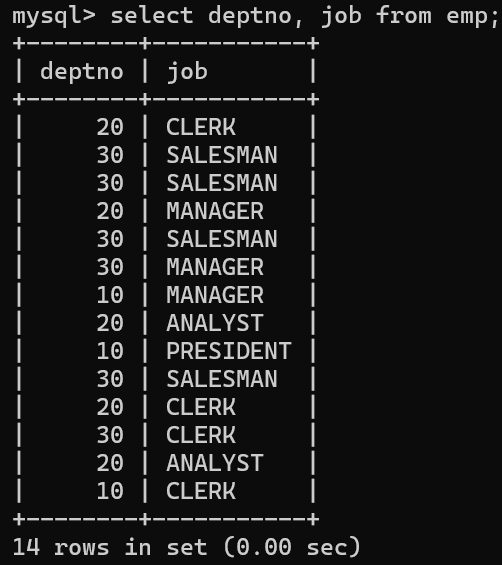 mysql> select deptno, job from emp;
+--------+-----------+
| deptno | job       |
+--------+-----------+
|     20 | CLERK     |
|     30 | SALESMAN  |
|     30 | SALESMAN  |
|     20 | MANAGER   |
|     30 | SALESMAN  |
|     30 | MANAGER   |
|     10 | MANAGER   |
|     20 | ANALYST   |
|     10 | PRESIDENT |
|     30 | SALESMAN  |
|     20 | CLERK     |
|     30 | CLERK     |
|     20 | ANALYST   |
|     10 | CLERK     |
+--------+-----------+
14 rows in set (0.00 sec)